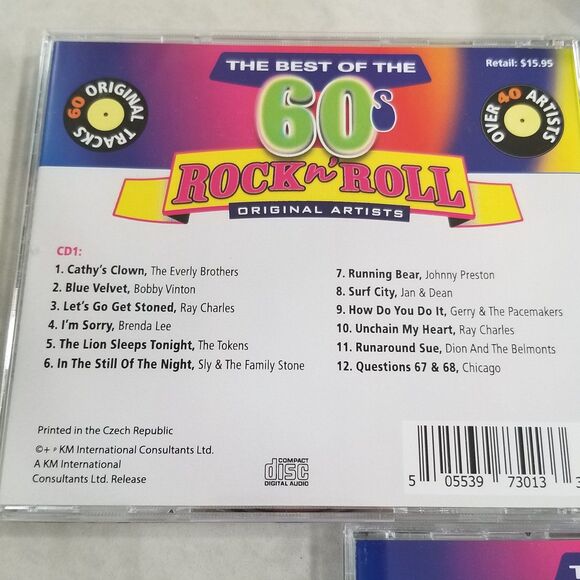 THE BEST OF THE
Retail: $15.95
60 ORIGINAL TRACKS
60s
OVER 40 ARTISTS
ROCK n' ROLL
ORIGINAL ARTISTS
CD1:
1. Cathy's Clown, The Everly Brothers
2. Blue Velvet, Bobby Vinton
3. Let's Go Get Stoned, Ray Charles
4. I'm Sorry, Brenda Lee
5. The Lion Sleeps Tonight, The Tokens
6. In The Still Of The Night, Sly & The Family Stone
7. Running Bear, Johnny Preston
8. Surf City, Jan & Dean
9. How Do You Do It, Gerry & The Pacemakers
10. Unchain My Heart, Ray Charles
11. Runaround Sue, Dion And The Belmonts
12. Questions 67 & 68, Chicago
Printed in the Czech Republic
©+ ℗ KM International Consultants Ltd.
A KM International
Consultants Ltd. Release
COMPACT
disc
DIGITAL AUDIO
5 05539 73013 3